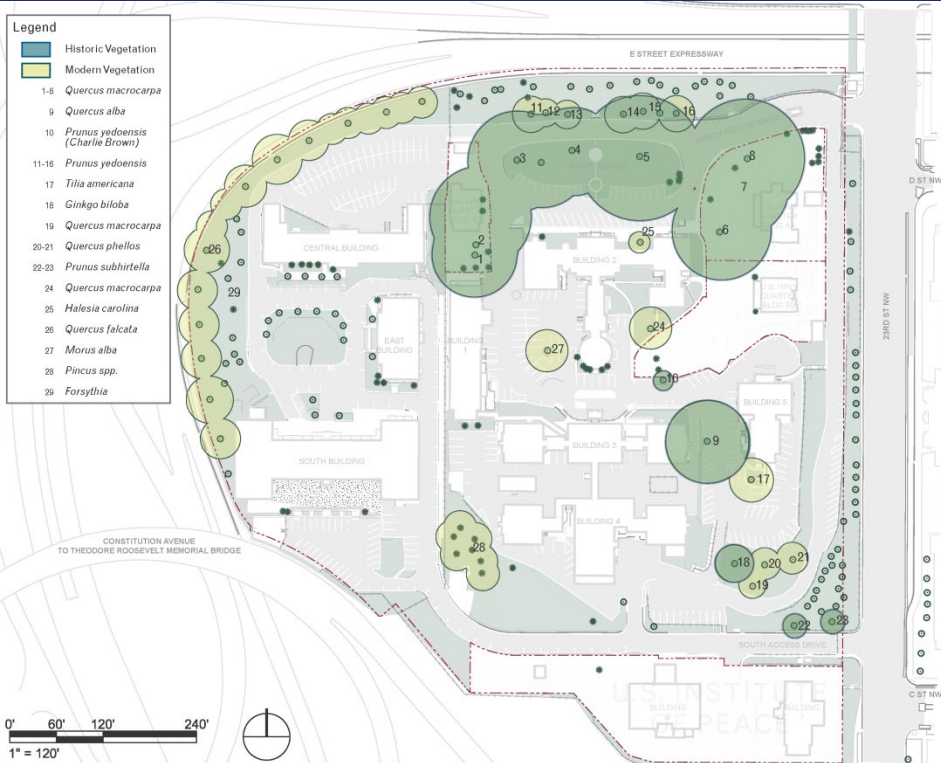 Legend
Historic Vegetation
Modern Vegetation
1-8 Quercus macrocarpa
9 Quercus alba
10 Prunus yedoensis
(Charlie Brown)
11-16 Prunus yedoensis
17 Tilia americana
18 Ginkgo biloba
19 Quercus macrocarpa
20-21 Quercus phellos
22-23 Prunus subhirtella
24 Quercus macrocarpa
25 Halesia carolina
26 Quercus falcata
27 Morus alba
28 Pincus spp.
29 Forsythia
E STREET EXPRESSWAY
11
12
13
14
15
16
NORTH ACCESS DRIVE
3
4
5
8
7
D ST NW
2
1
6
25
26
CENTRAL BUILDING
BUILDING 2
29
24
23RD ST NW
EAST
BUILDING
BUILDING
1
27
10
BUILDING 5
9
BUILDING 3
SOUTH BUILDING
17
BUILDING 4
28
CONSTITUTION AVENUE
TO THEODORE ROOSEVELT MEMORIAL BRIDGE
18
20
21
19
22
23
SOUTH ACCESS DRIVE
U.S. INSTITUTE
OF PEACE
BUILDING
BUILDING
7
C ST NW
0' 60' 120' 240'
1" = 120'